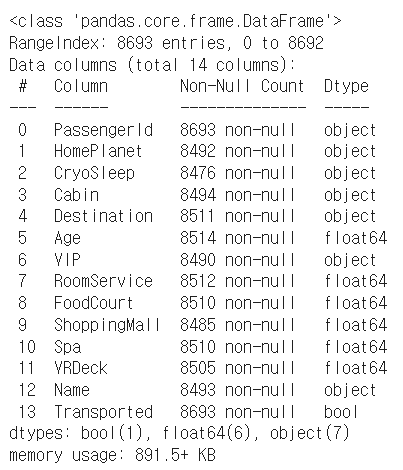 <class 'pandas.core.frame.DataFrame'>
RangeIndex: 8693 entries, 0 to 8692
Data columns (total 14 columns):
 #   Column        Non-Null Count  Dtype
---  ------        --------------  -----
 0   PassengerId   8693 non-null   object
 1   HomePlanet    8492 non-null   object
 2   CryoSleep     8476 non-null   object
 3   Cabin         8494 non-null   object
 4   Destination   8511 non-null   object
 5   Age           8514 non-null   float64
 6   VIP           8490 non-null   object
 7   RoomService   8512 non-null   float64
 8   FoodCourt     8510 non-null   float64
 9   ShoppingMall  8485 non-null   float64
 10  Spa           8510 non-null   float64
 11  VRDeck        8505 non-null   float64
 12  Name          8493 non-null   object
 13  Transported   8693 non-null   bool
dtypes: bool(1), float64(6), object(7)
memory usage: 891.5+ KB